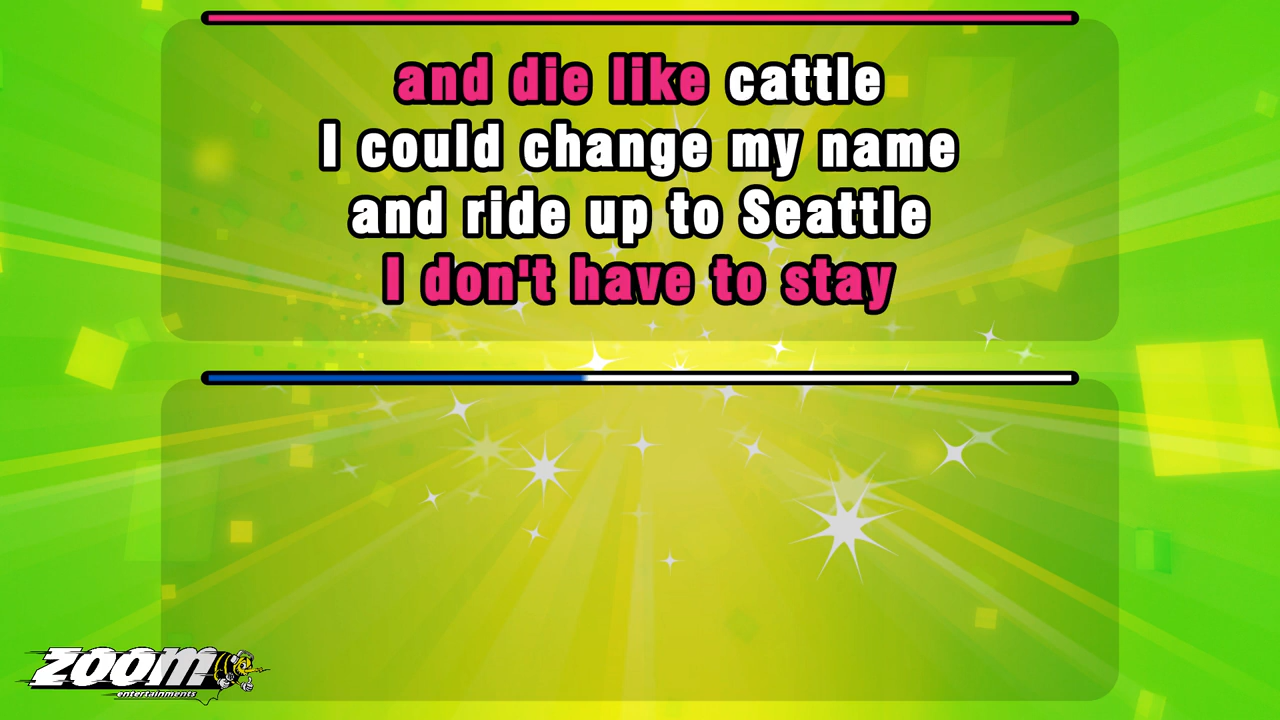 and die like cattle
I could change my name
and ride up to Seattle
I don't have to stay
zoom
entertainments